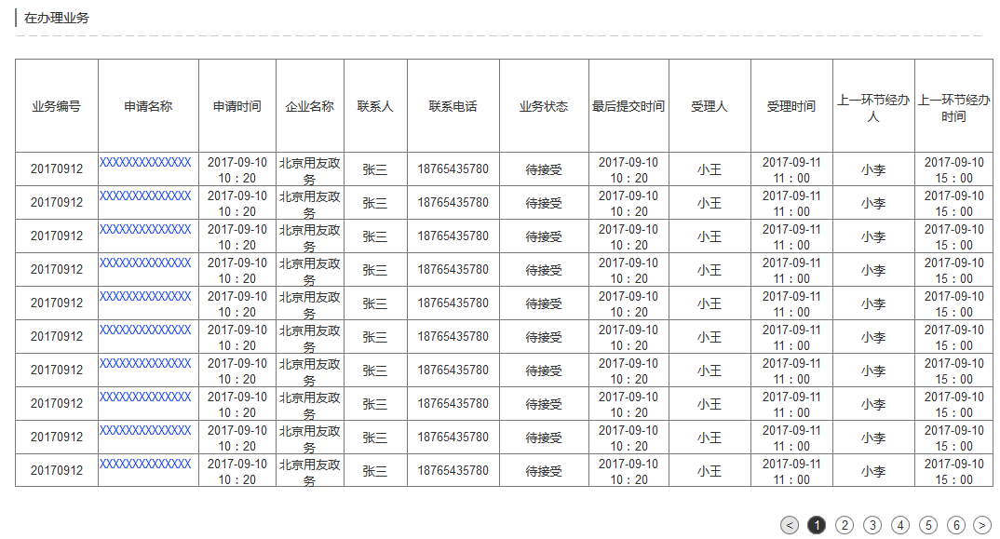 在办理业务
业务编号 申请名称 申请时间 企业名称 联系人 联系电话 业务状态 最后提交时间 受理人 受理时间 上一环节经办人 上一环节经办时间
20170912 XXXXXXXXXXXXXX 2017-09-10 10：20 北京用友政务 张三 18765435780 待接受 2017-09-10 10：20 小王 2017-09-11 11：00 小李 2017-09-10 15：00
20170912 XXXXXXXXXXXXXX 2017-09-10 10：20 北京用友政务 张三 18765435780 待接受 2017-09-10 10：20 小王 2017-09-11 11：00 小李 2017-09-10 15：00
20170912 XXXXXXXXXXXXXX 2017-09-10 10：20 北京用友政务 张三 18765435780 待接受 2017-09-10 10：20 小王 2017-09-11 11：00 小李 2017-09-10 15：00
20170912 XXXXXXXXXXXXXX 2017-09-10 10：20 北京用友政务 张三 18765435780 待接受 2017-09-10 10：20 小王 2017-09-11 11：00 小李 2017-09-10 15：00
20170912 XXXXXXXXXXXXXX 2017-09-10 10：20 北京用友政务 张三 18765435780 待接受 2017-09-10 10：20 小王 2017-09-11 11：00 小李 2017-09-10 15：00
20170912 XXXXXXXXXXXXXX 2017-09-10 10：20 北京用友政务 张三 18765435780 待接受 2017-09-10 10：20 小王 2017-09-11 11：00 小李 2017-09-10 15：00
20170912 XXXXXXXXXXXXXX 2017-09-10 10：20 北京用友政务 张三 18765435780 待接受 2017-09-10 10：20 小王 2017-09-11 11：00 小李 2017-09-10 15：00
20170912 XXXXXXXXXXXXXX 2017-09-10 10：20 北京用友政务 张三 18765435780 待接受 2017-09-10 10：20 小王 2017-09-11 11：00 小李 2017-09-10 15：00
20170912 XXXXXXXXXXXXXX 2017-09-10 10：20 北京用友政务 张三 18765435780 待接受 2017-09-10 10：20 小王 2017-09-11 11：00 小李 2017-09-10 15：00
20170912 XXXXXXXXXXXXXX 2017-09-10 10：20 北京用友政务 张三 18765435780 待接受 2017-09-10 10：20 小王 2017-09-11 11：00 小李 2017-09-10 15：00
< 1 2 3 4 5 6 >